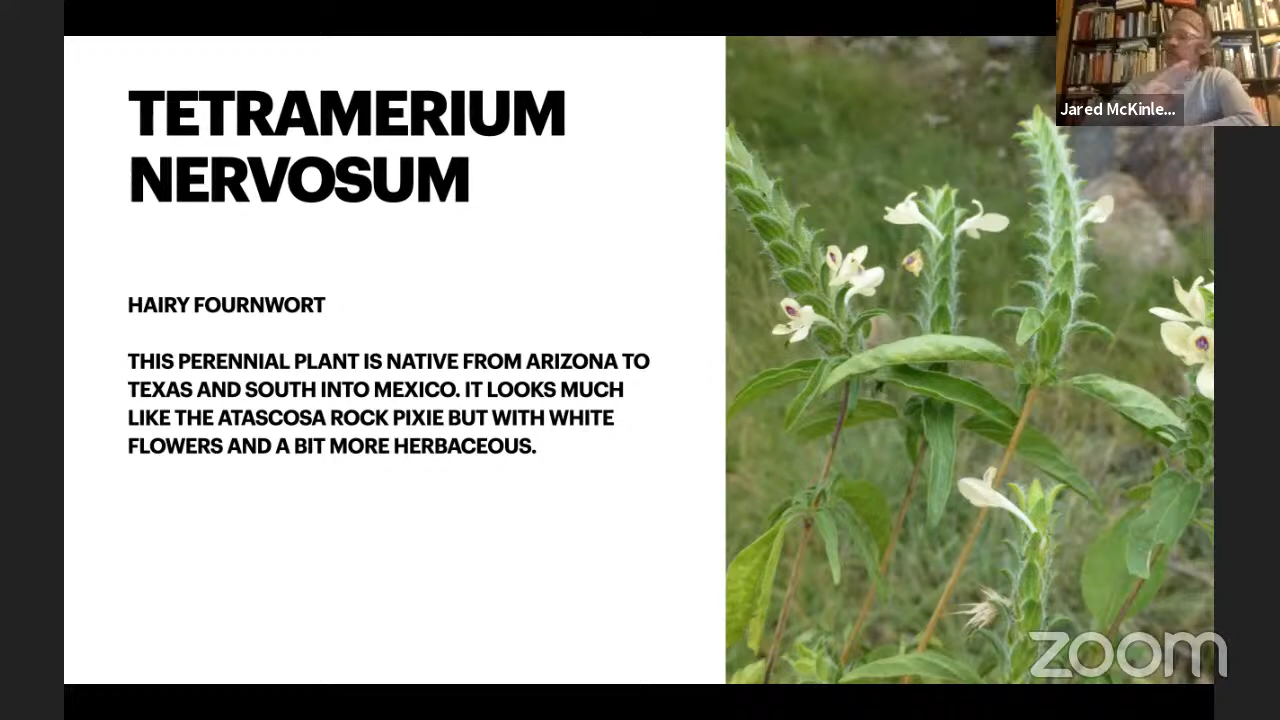 TETRAMERIUM
NERVOSUM
HAIRY FOURNWORT
THIS PERENNIAL PLANT IS NATIVE FROM ARIZONA TO
TEXAS AND SOUTH INTO MEXICO. IT LOOKS MUCH
LIKE THE ATASCOSA ROCK PIXIE BUT WITH WHITE
FLOWERS AND A BIT MORE HERBACEOUS.
Jared McKinle...
zoom